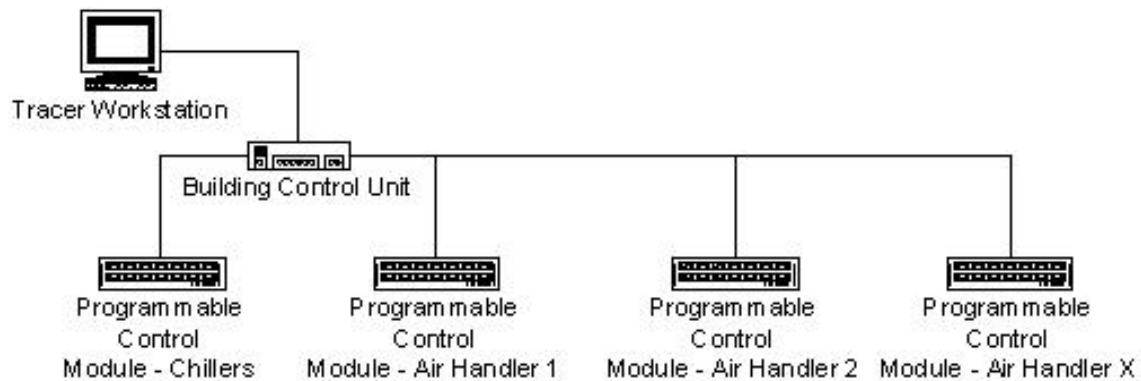 Tracer Workstation
Building Control Unit
Programmable
Control
Module - Chillers
Programmable
Control
Module - Air Handler 1
Programmable
Control
Module - Air Handler 2
Programmable
Control
Module - Air Handler X